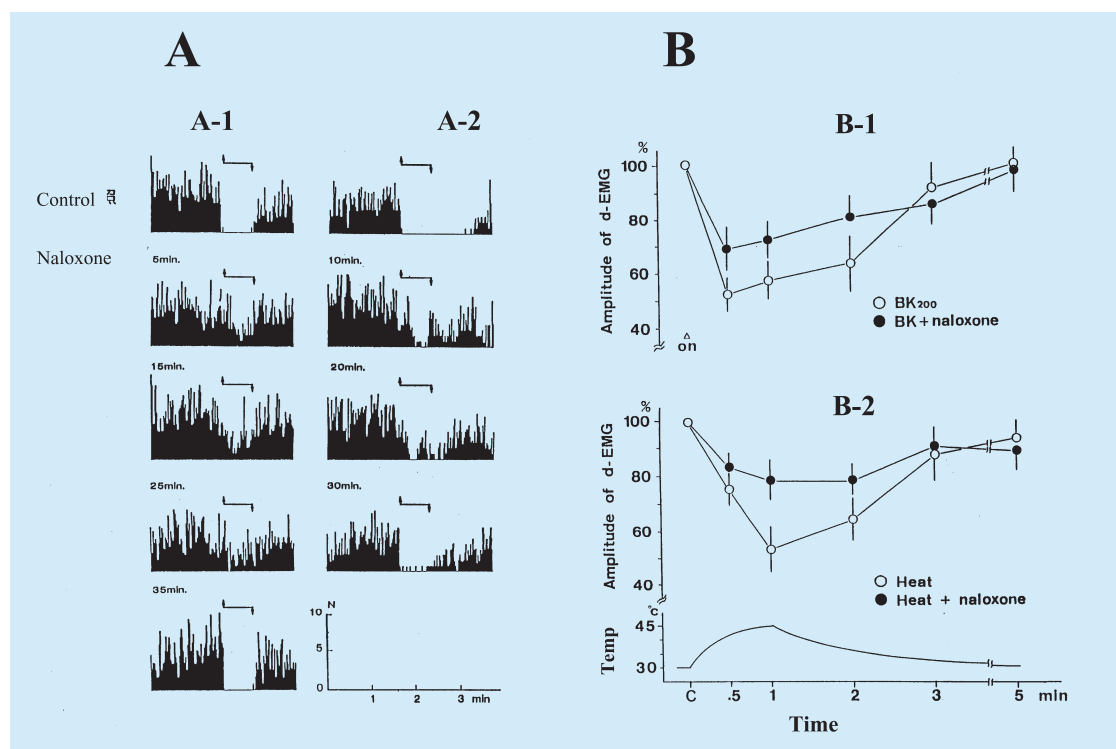 A
B
A-1
A-2
B-1
Control
Naloxone
5min.
10min.
15min.
20min.
25min.
30min.
35min.
N
10
5
0
1
2
3
min
%
100
80
60
40
Amplitude of d-EMG
on
BK200
BK+naloxone
B-2
%
100
80
60
40
Amplitude of d-EMG
Heat
Heat + naloxone
°C
45
30
Temp
C
.5
1
2
3
5
min
Time